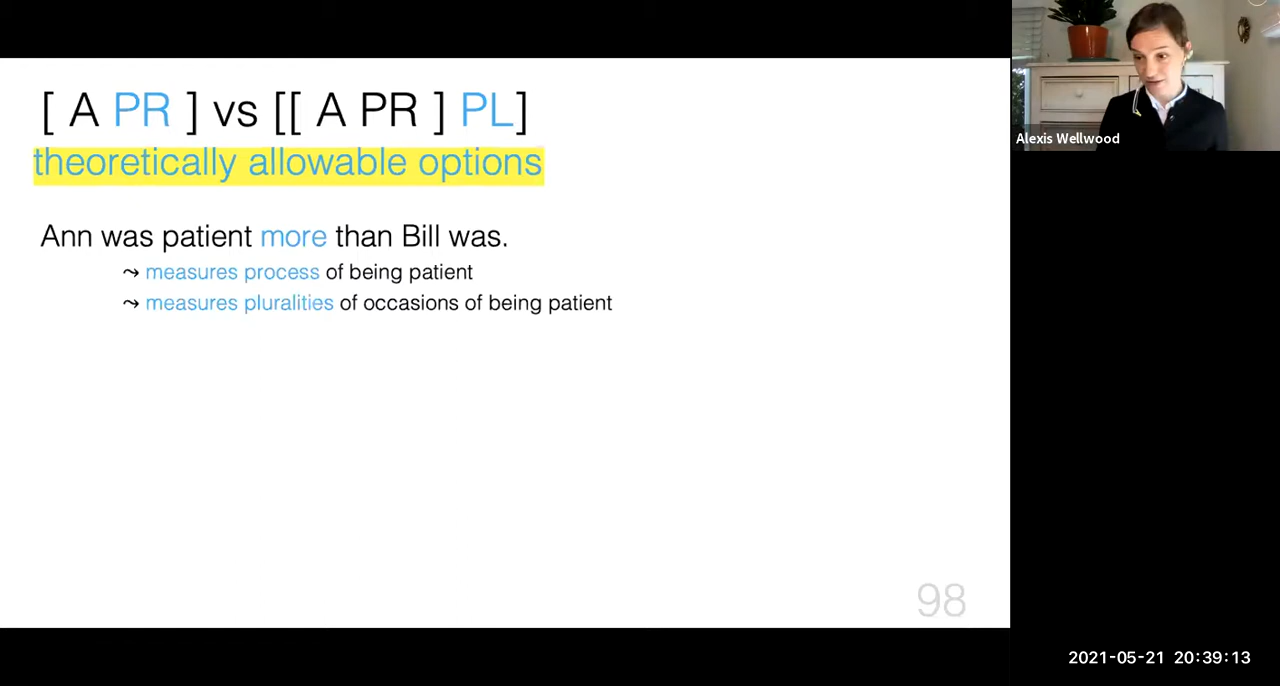 [ A PR ] vs [[ A PR ] PL]
theoretically allowable options
Ann was patient more than Bill was.
⤳ measures process of being patient
⤳ measures pluralities of occasions of being patient
98
Alexis Wellwood
2021-05-21 20:39:13